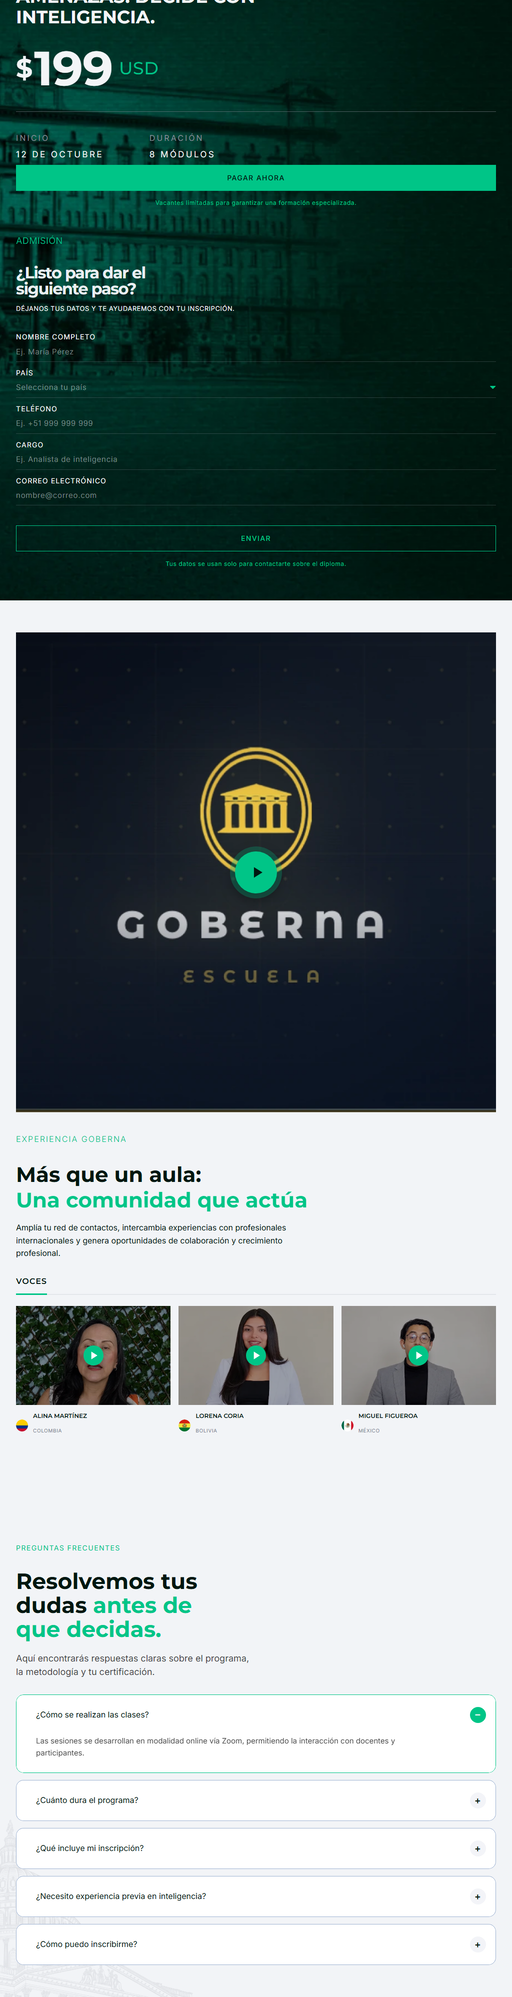 AMENAZAS. DECIDE CON
INTELIGENCIA.
$199 USD
INICIO
12 DE OCTUBRE
DURACIÓN
8 MÓDULOS
PAGAR AHORA
Vacantes limitadas para garantizar una formación especializada.
ADMISIÓN
¿Listo para dar el
siguiente paso?
DÉJANOS TUS DATOS Y TE AYUDAREMOS CON TU INSCRIPCIÓN.
NOMBRE COMPLETO
Ej. María Pérez
PAÍS
Selecciona tu país
TELÉFONO
Ej. +51 999 999 999
CARGO
Ej. Analista de inteligencia
CORREO ELECTRÓNICO
nombre@correo.com
ENVIAR
Tus datos se usan solo para contactarte sobre el diploma.
GOBERNA
ESCUELA
EXPERIENCIA GOBERNA
Más que un aula:
Una comunidad que actúa
Amplía tu red de contactos, intercambia experiencias con profesionales
internacionales y genera oportunidades de colaboración y crecimiento
profesional.
VOCES
ALINA MARTÍNEZ
COLOMBIA
LORENA CORIA
BOLIVIA
MIGUEL FIGUEROA
MÉXICO
PREGUNTAS FRECUENTES
Resolvemos tus
dudas antes de
que decidas.
Aquí encontrarás respuestas claras sobre el programa,
la metodología y tu certificación.
¿Cómo se realizan las clases?
Las sesiones se desarrollan en modalidad online vía Zoom, permitiendo la interacción con docentes y
participantes.
¿Cuánto dura el programa?
¿Qué incluye mi inscripción?
¿Necesito experiencia previa en inteligencia?
¿Cómo puedo inscribirme?